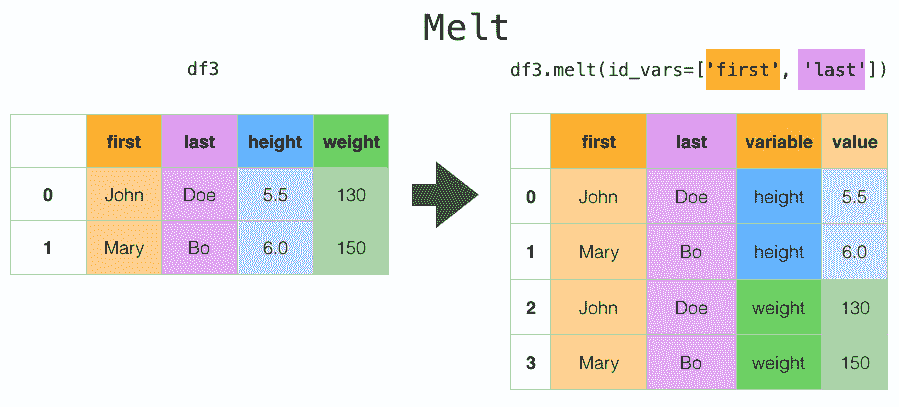 Melt
df3
df3.melt(id_vars=['first', 'last'])
first last height weight
0 John Doe 5.5 130
1 Mary Bo 6.0 150
first last variable value
0 John Doe height 5.5
1 Mary Bo height 6.0
2 John Doe weight 130
3 Mary Bo weight 150